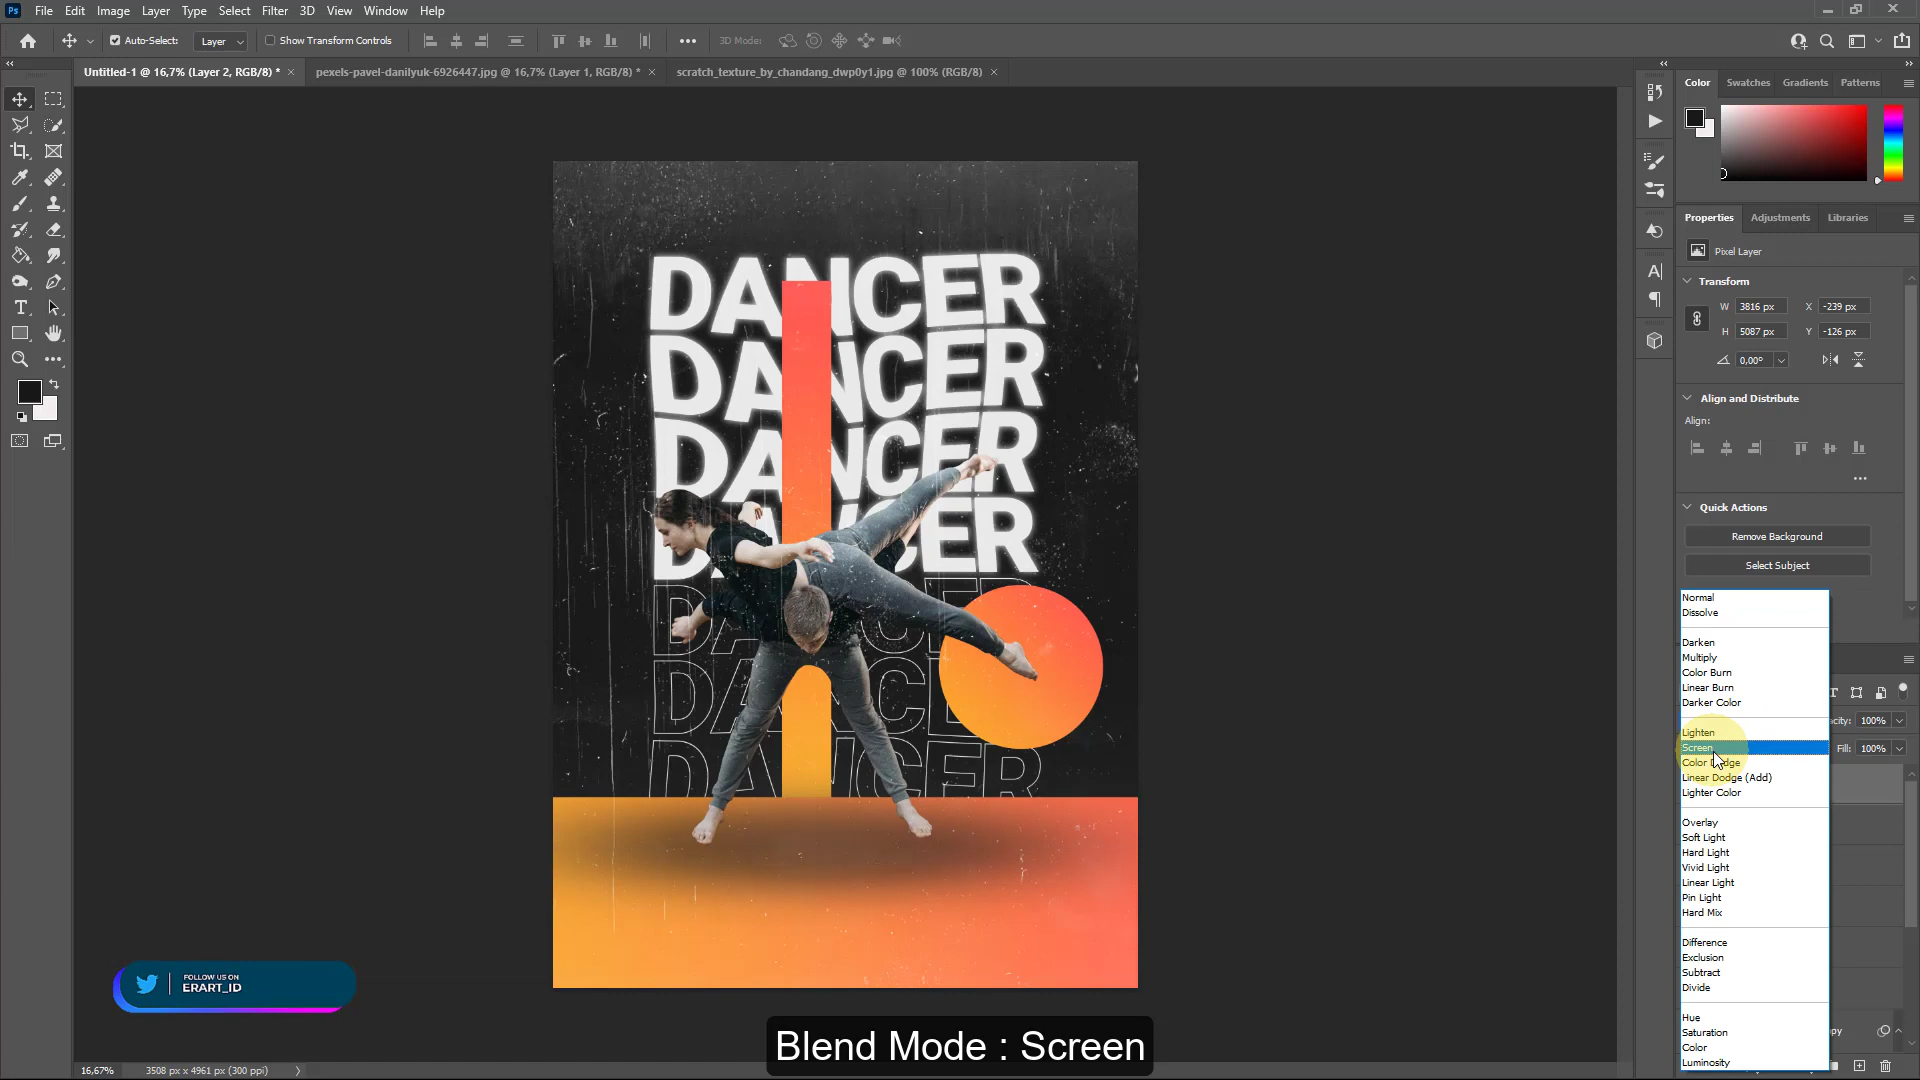 Ps File Edit Image Layer Type Select Filter 3D View Window Help
Auto-Select: Layer Show Transform Controls 3D Mode:
Untitled-1 @ 16,7% (Layer 2, RGB/8) * × pexels-pavel-danilyuk-6926447.jpg @ 16,7% (Layer 1, RGB/8) * × scratch_texture_by_chandang_dwp0y1.jpg @ 100% (RGB/8) ×
Color Swatches Gradients Patterns
Properties Adjustments Libraries
Pixel Layer
Transform
W 3816 px X -239 px
H 5087 px Y -126 px
0,00°
Align and Distribute
Align:
Quick Actions
Remove Background
Select Subject
Normal
Dissolve
Darken
Multiply
Color Burn
Linear Burn
Darker Color
Lighten
Screen
Color Dodge
Linear Dodge (Add)
Lighter Color
Overlay
Soft Light
Hard Light
Vivid Light
Linear Light
Pin Light
Hard Mix
Difference
Exclusion
Subtract
Divide
Hue
Saturation
Color
Luminosity
100%
Fill: 100%
DANCER
DANCER
DANCER
DANCER
DANCER
DANCER
DANCER
FOLLOW US ON
ERART_ID
Blend Mode : Screen
16,67% 3508 px x 4961 px (300 ppi)